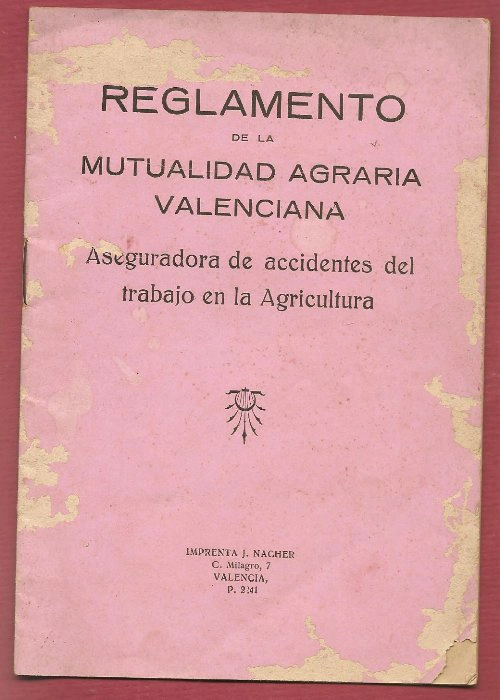 REGLAMENTO
DE LA
MUTUALIDAD AGRARIA
VALENCIANA
Aseguradora de accidentes del
trabajo en la Agricultura
IMPRENTA J. NACHER
C. Milagro, 7
VALENCIA,
P.